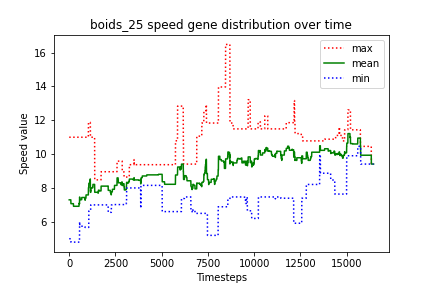 boids_25 speed gene distribution over time
max
mean
min
Speed value
16
14
12
10
8
6
0 2500 5000 7500 10000 12500 15000
Timesteps